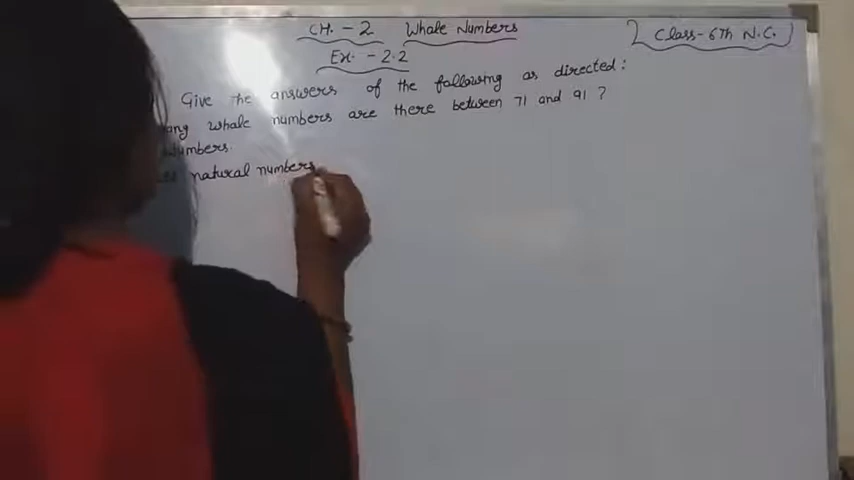 CH. - 2 Whole Numbers
Class - 6th N.C.
Ex. - 2.2
Give the answers of the following as directed :
whole numbers are there between 71 and 91 ?
Numbers.
natural numbers